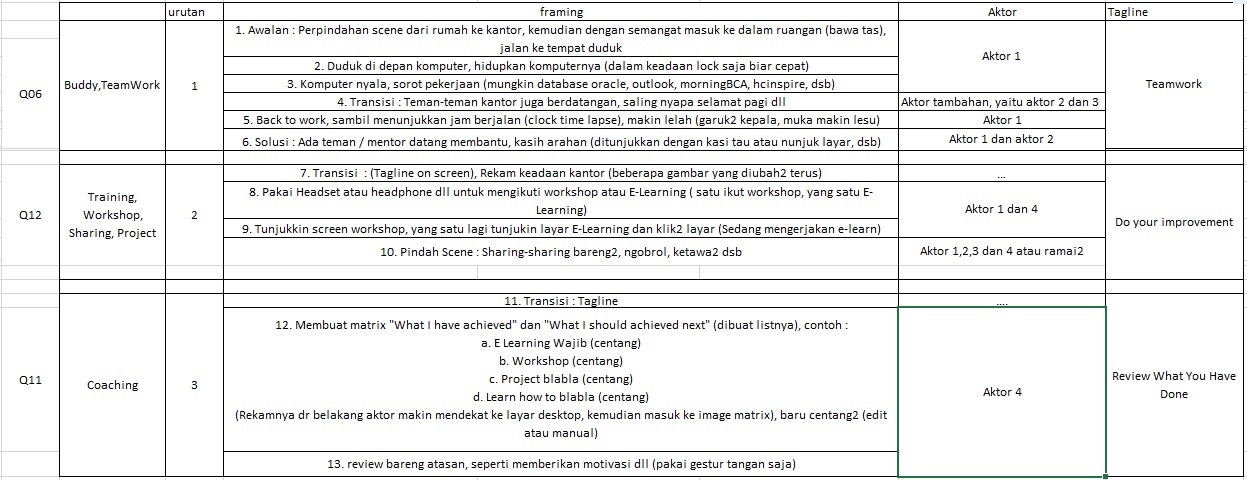 urutan framing Aktor Tagline
Q06
Buddy,TeamWork
1
1. Awalan : Perpindahan scene dari rumah ke kantor, kemudian dengan semangat masuk ke dalam ruangan (bawa tas),
jalan ke tempat duduk
2. Duduk di depan komputer, hidupkan komputernya (dalam keadaan lock saja biar cepat)
3. Komputer nyala, sorot pekerjaan (mungkin database oracle, outlook, morningBCA, hcinspire, dsb)
Aktor 1
4. Transisi : Teman-teman kantor juga berdatangan, saling nyapa selamat pagi dll
Aktor tambahan, yaitu aktor 2 dan 3
5. Back to work, sambil menunjukkan jam berjalan (clock time lapse), makin lelah (garuk2 kepala, muka makin lesu)
Aktor 1
6. Solusi : Ada teman / mentor datang membantu, kasih arahan (ditunjukkan dengan kasi tau atau nunjuk layar, dsb)
Aktor 1 dan aktor 2
Teamwork
Q12
Training,
Workshop,
Sharing, Project
2
7. Transisi : (Tagline on screen), Rekam keadaan kantor (beberapa gambar yang diubah2 terus)
...
8. Pakai Headset atau headphone dll untuk mengikuti workshop atau E-Learning ( satu ikut workshop, yang satu E-
Learning)
9. Tunjukkin screen workshop, yang satu lagi tunjukin layar E-Learning dan klik2 layar (Sedang mengerjakan e-learn)
Aktor 1 dan 4
10. Pindah Scene : Sharing-sharing bareng2, ngobrol, ketawa2 dsb
Aktor 1,2,3 dan 4 atau ramai2
Do your improvement
Q11
Coaching
3
11. Transisi : Tagline
....
12. Membuat matrix "What I have achieved" dan "What I should achieved next" (dibuat listnya), contoh :
a. E Learning Wajib (centang)
b. Workshop (centang)
c. Project blabla (centang)
d. Learn how to blabla (centang)
(Rekamnya dr belakang aktor makin mendekat ke layar desktop, kemudian masuk ke image matrix), baru centang2 (edit
atau manual)
13. review bareng atasan, seperti memberikan motivasi dll (pakai gestur tangan saja)
Aktor 4
Review What You Have
Done